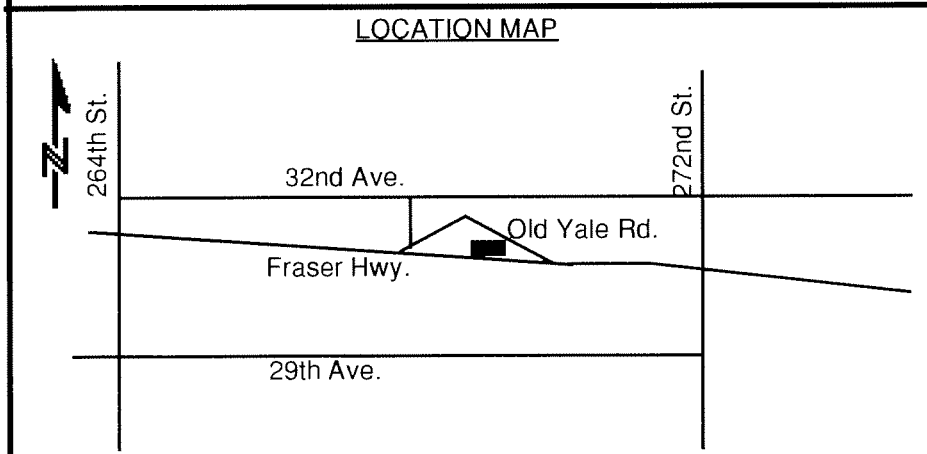 LOCATION MAP
N
264th St.
272nd St.
32nd Ave.
Old Yale Rd.
Fraser Hwy.
29th Ave.